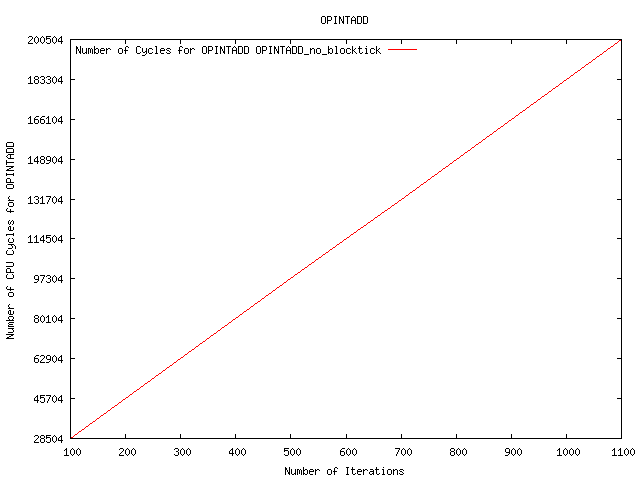 OPINTADD
Number of Cycles for OPINTADD OPINTADD_no_blocktick
200504
183304
166104
148904
131704
114504
97304
80104
62904
45704
28504
Number of CPU Cycles for OPINTADD
100 200 300 400 500 600 700 800 900 1000 1100
Number of Iterations